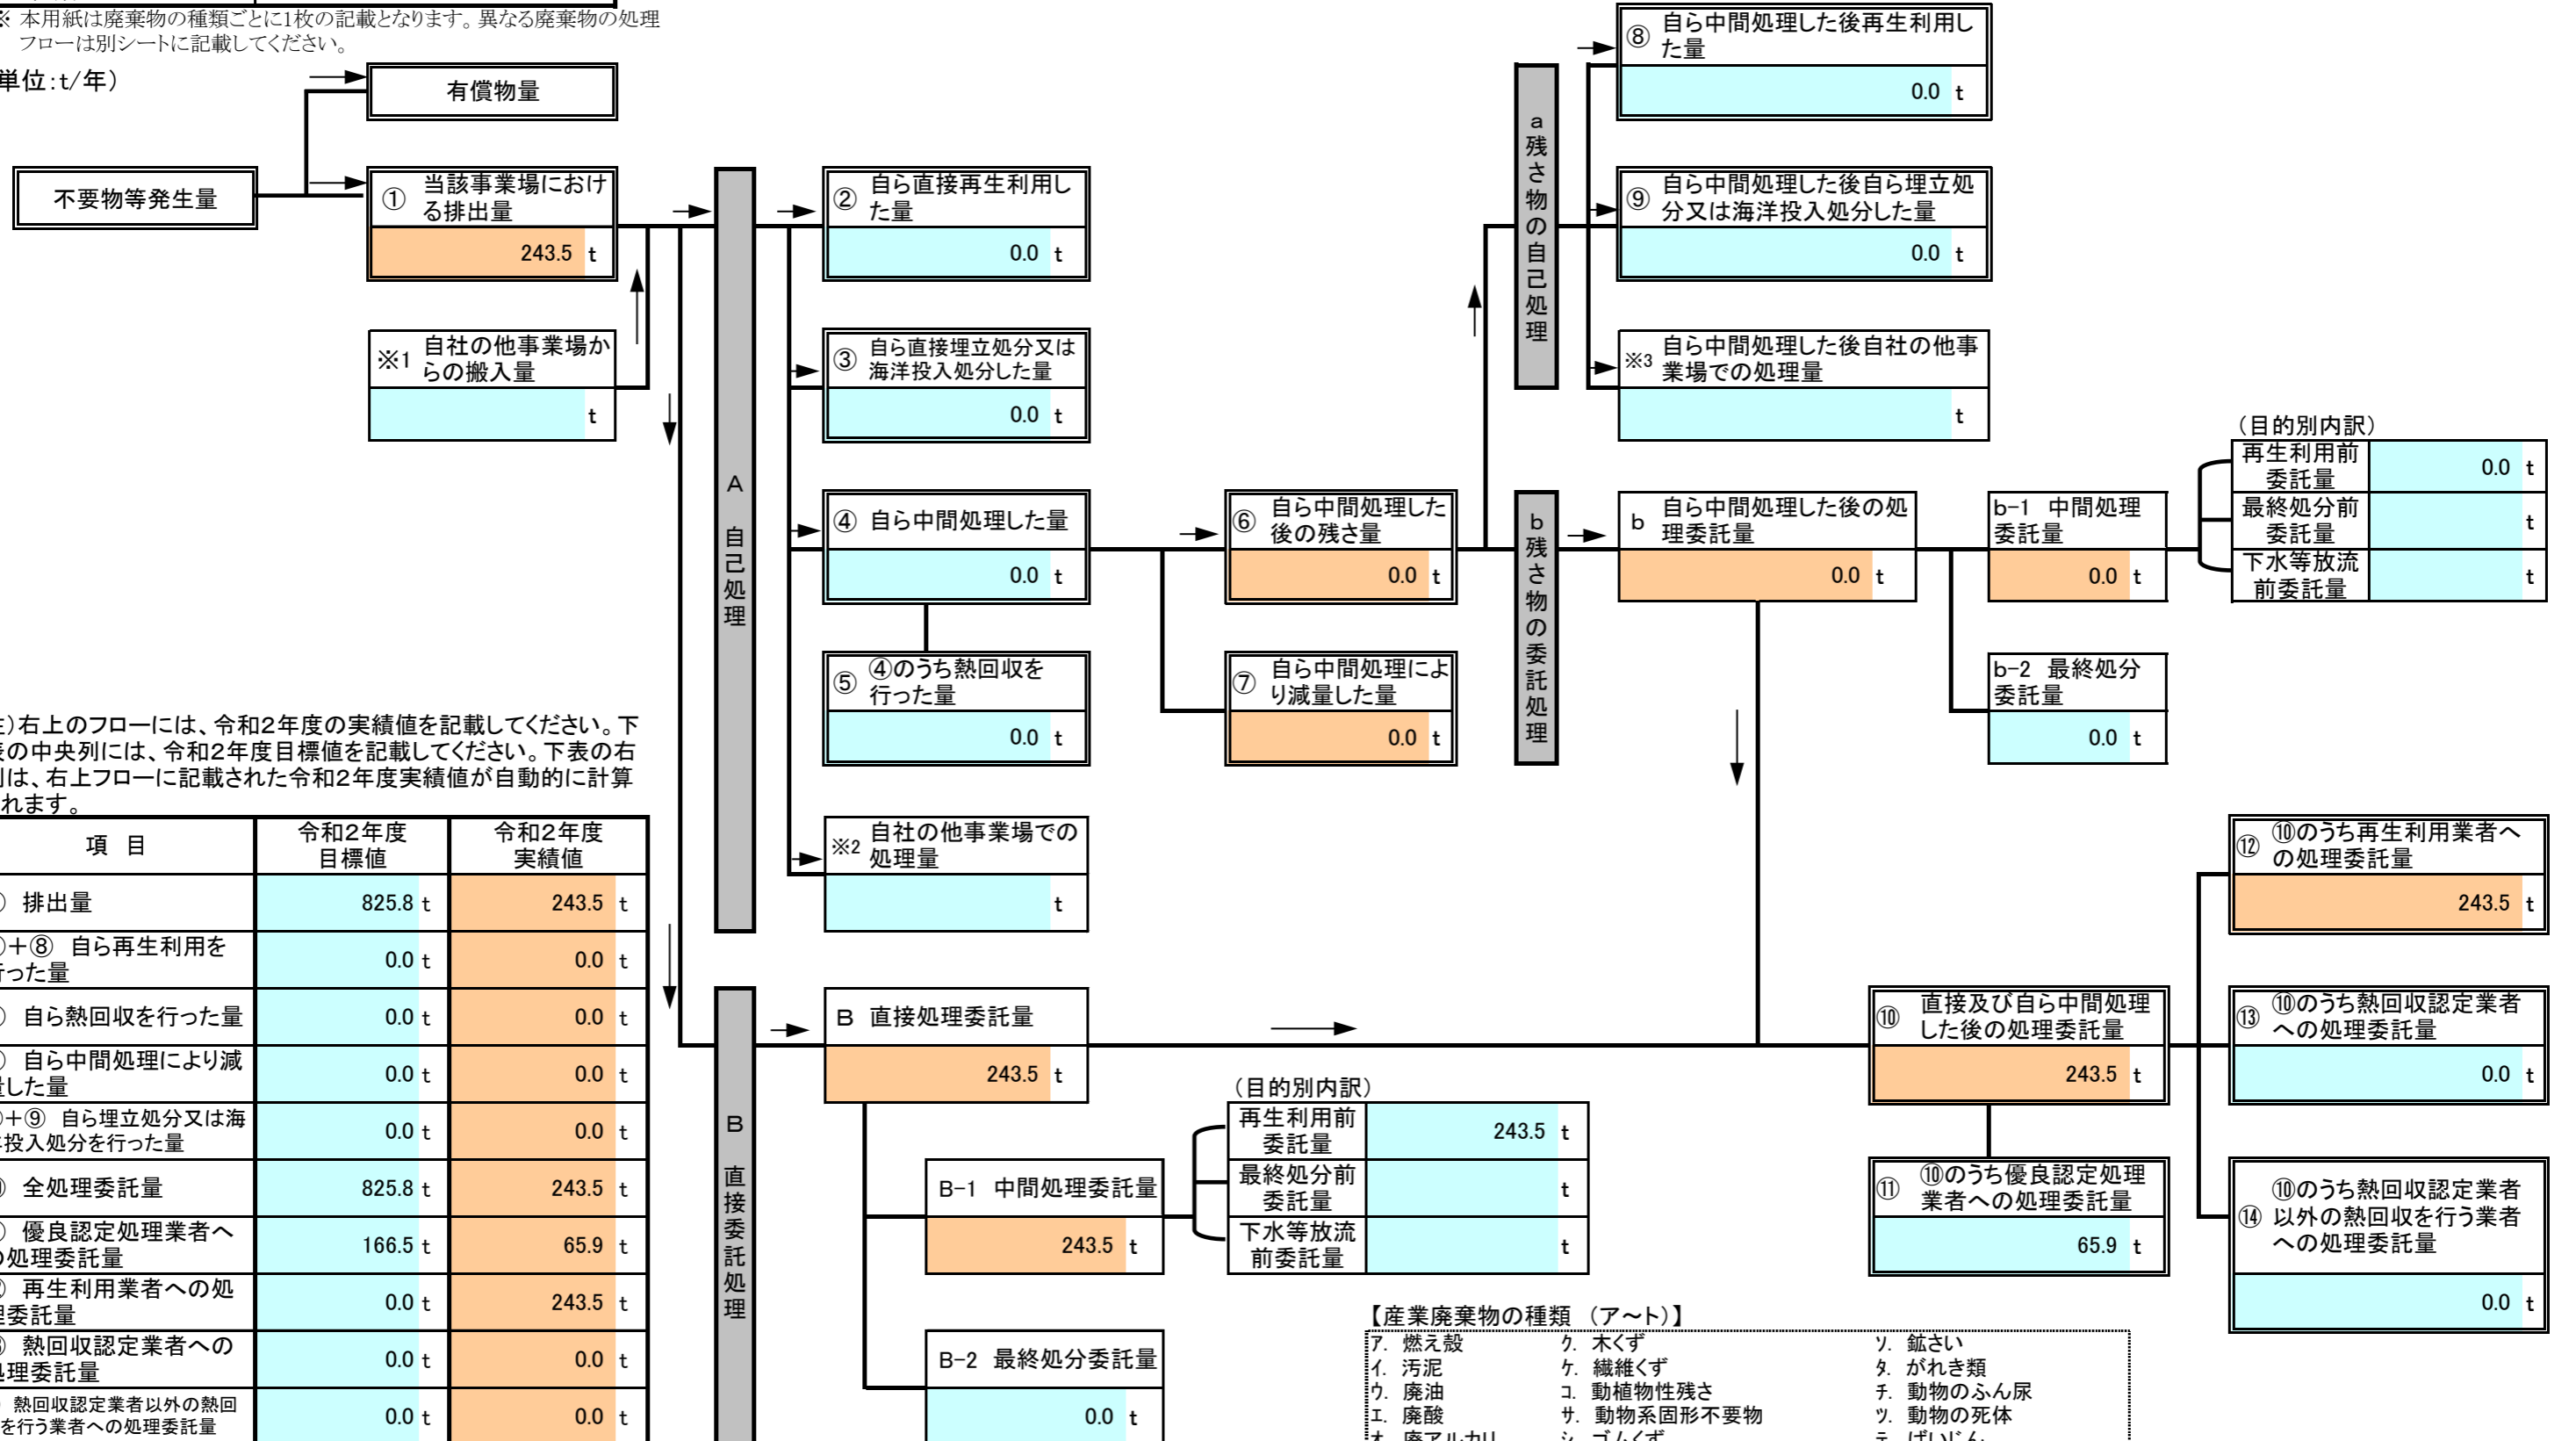 ※ 本用紙は廃棄物の種類ごとに1枚の記載となります。異なる廃棄物の処理
フローは別シートに記載してください。
単位:t/年)
有償物量
不要物等発生量
① 当該事業場におけ
る排出量
243.5 t
※1 自社の他事業場か
らの搬入量
t
A 自己処理
② 自ら直接再生利用し
た量
0.0 t
③ 自ら直接埋立処分又は
海洋投入処分した量
0.0 t
④ 自ら中間処理した量
0.0 t
⑤ ④のうち熱回収を
行った量
0.0 t
※2 自社の他事業場での
処理量
t
⑥ 自ら中間処理した
後の残さ量
0.0 t
⑦ 自ら中間処理によ
り減量した量
0.0 t
a残さ物の自己処理
⑧ 自ら中間処理した後再生利用し
た量
0.0 t
⑨ 自ら中間処理した後自ら埋立処
分又は海洋投入処分した量
0.0 t
※3 自ら中間処理した後自社の他事
業場での処理量
t
b残さ物の委託処理
b 自ら中間処理した後の処
理委託量
0.0 t
b-1 中間処理
委託量
0.0 t
b-2 最終処分
委託量
0.0 t
(目的別内訳)
再生利用前
委託量
0.0 t
最終処分前
委託量
t
下水等放流
前委託量
t
)右上のフローには、令和2年度の実績値を記載してください。下
の中央列には、令和2年度目標値を記載してください。下表の右
は、右上フローに記載された令和2年度実績値が自動的に計算
れます。
項 目 令和2年度 目標値 令和2年度 実績値
排出量 825.8 t 243.5 t
+⑧ 自ら再生利用を
った量 0.0 t 0.0 t
自ら熱回収を行った量 0.0 t 0.0 t
自ら中間処理により減
した量 0.0 t 0.0 t
+⑨ 自ら埋立処分又は海
投入処分を行った量 0.0 t 0.0 t
全処理委託量 825.8 t 243.5 t
優良認定処理業者へ
の処理委託量 166.5 t 65.9 t
再生利用業者への処
委託量 0.0 t 243.5 t
熱回収認定業者への
処理委託量 0.0 t 0.0 t
熱回収認定業者以外の熱回
を行う業者への処理委託量 0.0 t 0.0 t
B 直接委託処理
B 直接処理委託量
243.5 t
B-1 中間処理委託量
243.5 t
B-2 最終処分委託量
0.0 t
(目的別内訳)
再生利用前
委託量
243.5 t
最終処分前
委託量
t
下水等放流
前委託量
t
⑩ 直接及び自ら中間処理
した後の処理委託量
243.5 t
⑪ ⑩のうち優良認定処理
業者への処理委託量
65.9 t
⑫ ⑩のうち再生利用業者へ
の処理委託量
243.5 t
⑬ ⑩のうち熱回収認定業者
への処理委託量
0.0 t
⑭ ⑩のうち熱回収認定業者
以外の熱回収を行う業者
への処理委託量
0.0 t
【産業廃棄物の種類 (ア~ト)】
ア. 燃え殻 ク. 木くず ソ. 鉱さい
イ. 汚泥 ケ. 繊維くず タ. がれき類
ウ. 廃油 コ. 動植物性残さ チ. 動物のふん尿
エ. 廃酸 サ. 動物系固形不要物 ツ. 動物の死体
オ. 廃アルカリ シ. ゴムくず テ. ばいじん